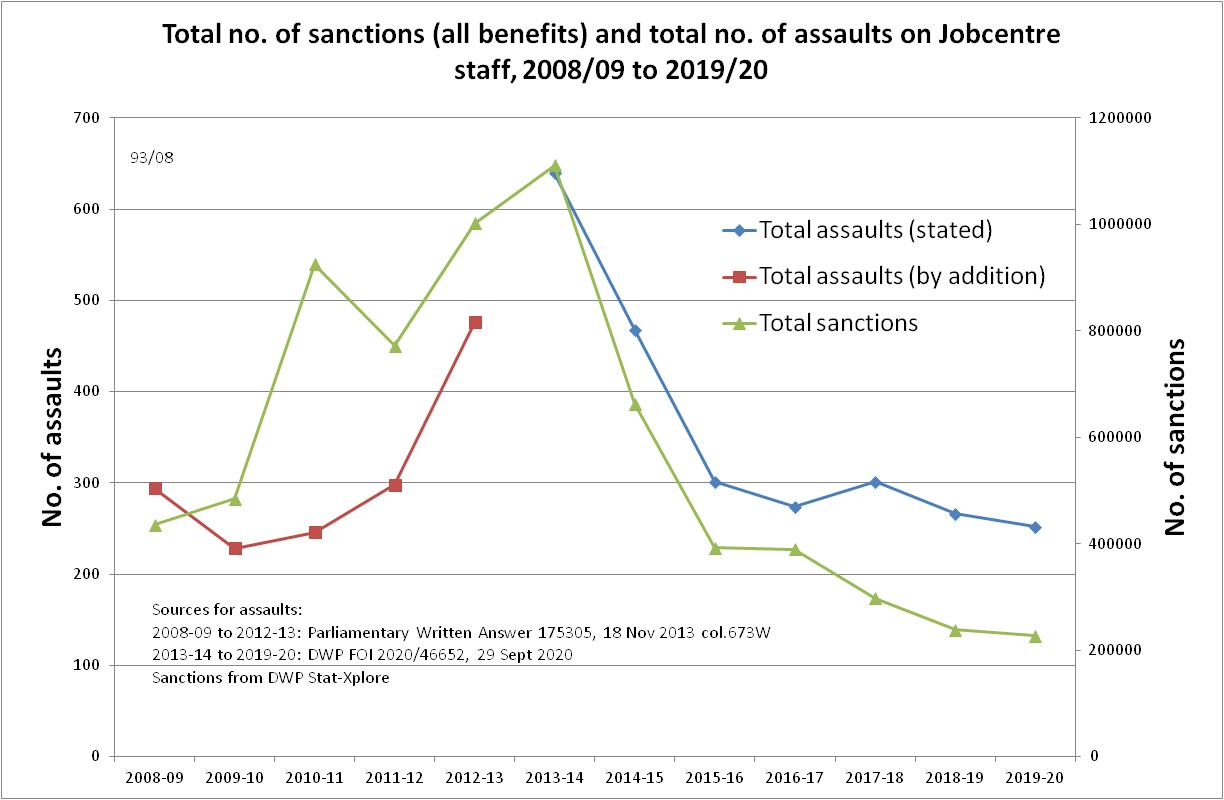 Total no. of sanctions (all benefits) and total no. of assaults on Jobcentre
staff, 2008/09 to 2019/20
93/08
700
600
500
400
300
200
100
0
No. of assaults
1200000
1000000
800000
600000
400000
200000
0
No. of sanctions
Total assaults (stated)
Total assaults (by addition)
Total sanctions
Sources for assaults:
2008-09 to 2012-13: Parliamentary Written Answer 175305, 18 Nov 2013 col.673W
2013-14 to 2019-20: DWP FOI 2020/46652, 29 Sept 2020
Sanctions from DWP Stat-Xplore
2008-09 2009-10 2010-11 2011-12 2012-13 2013-14 2014-15 2015-16 2016-17 2017-18 2018-19 2019-20